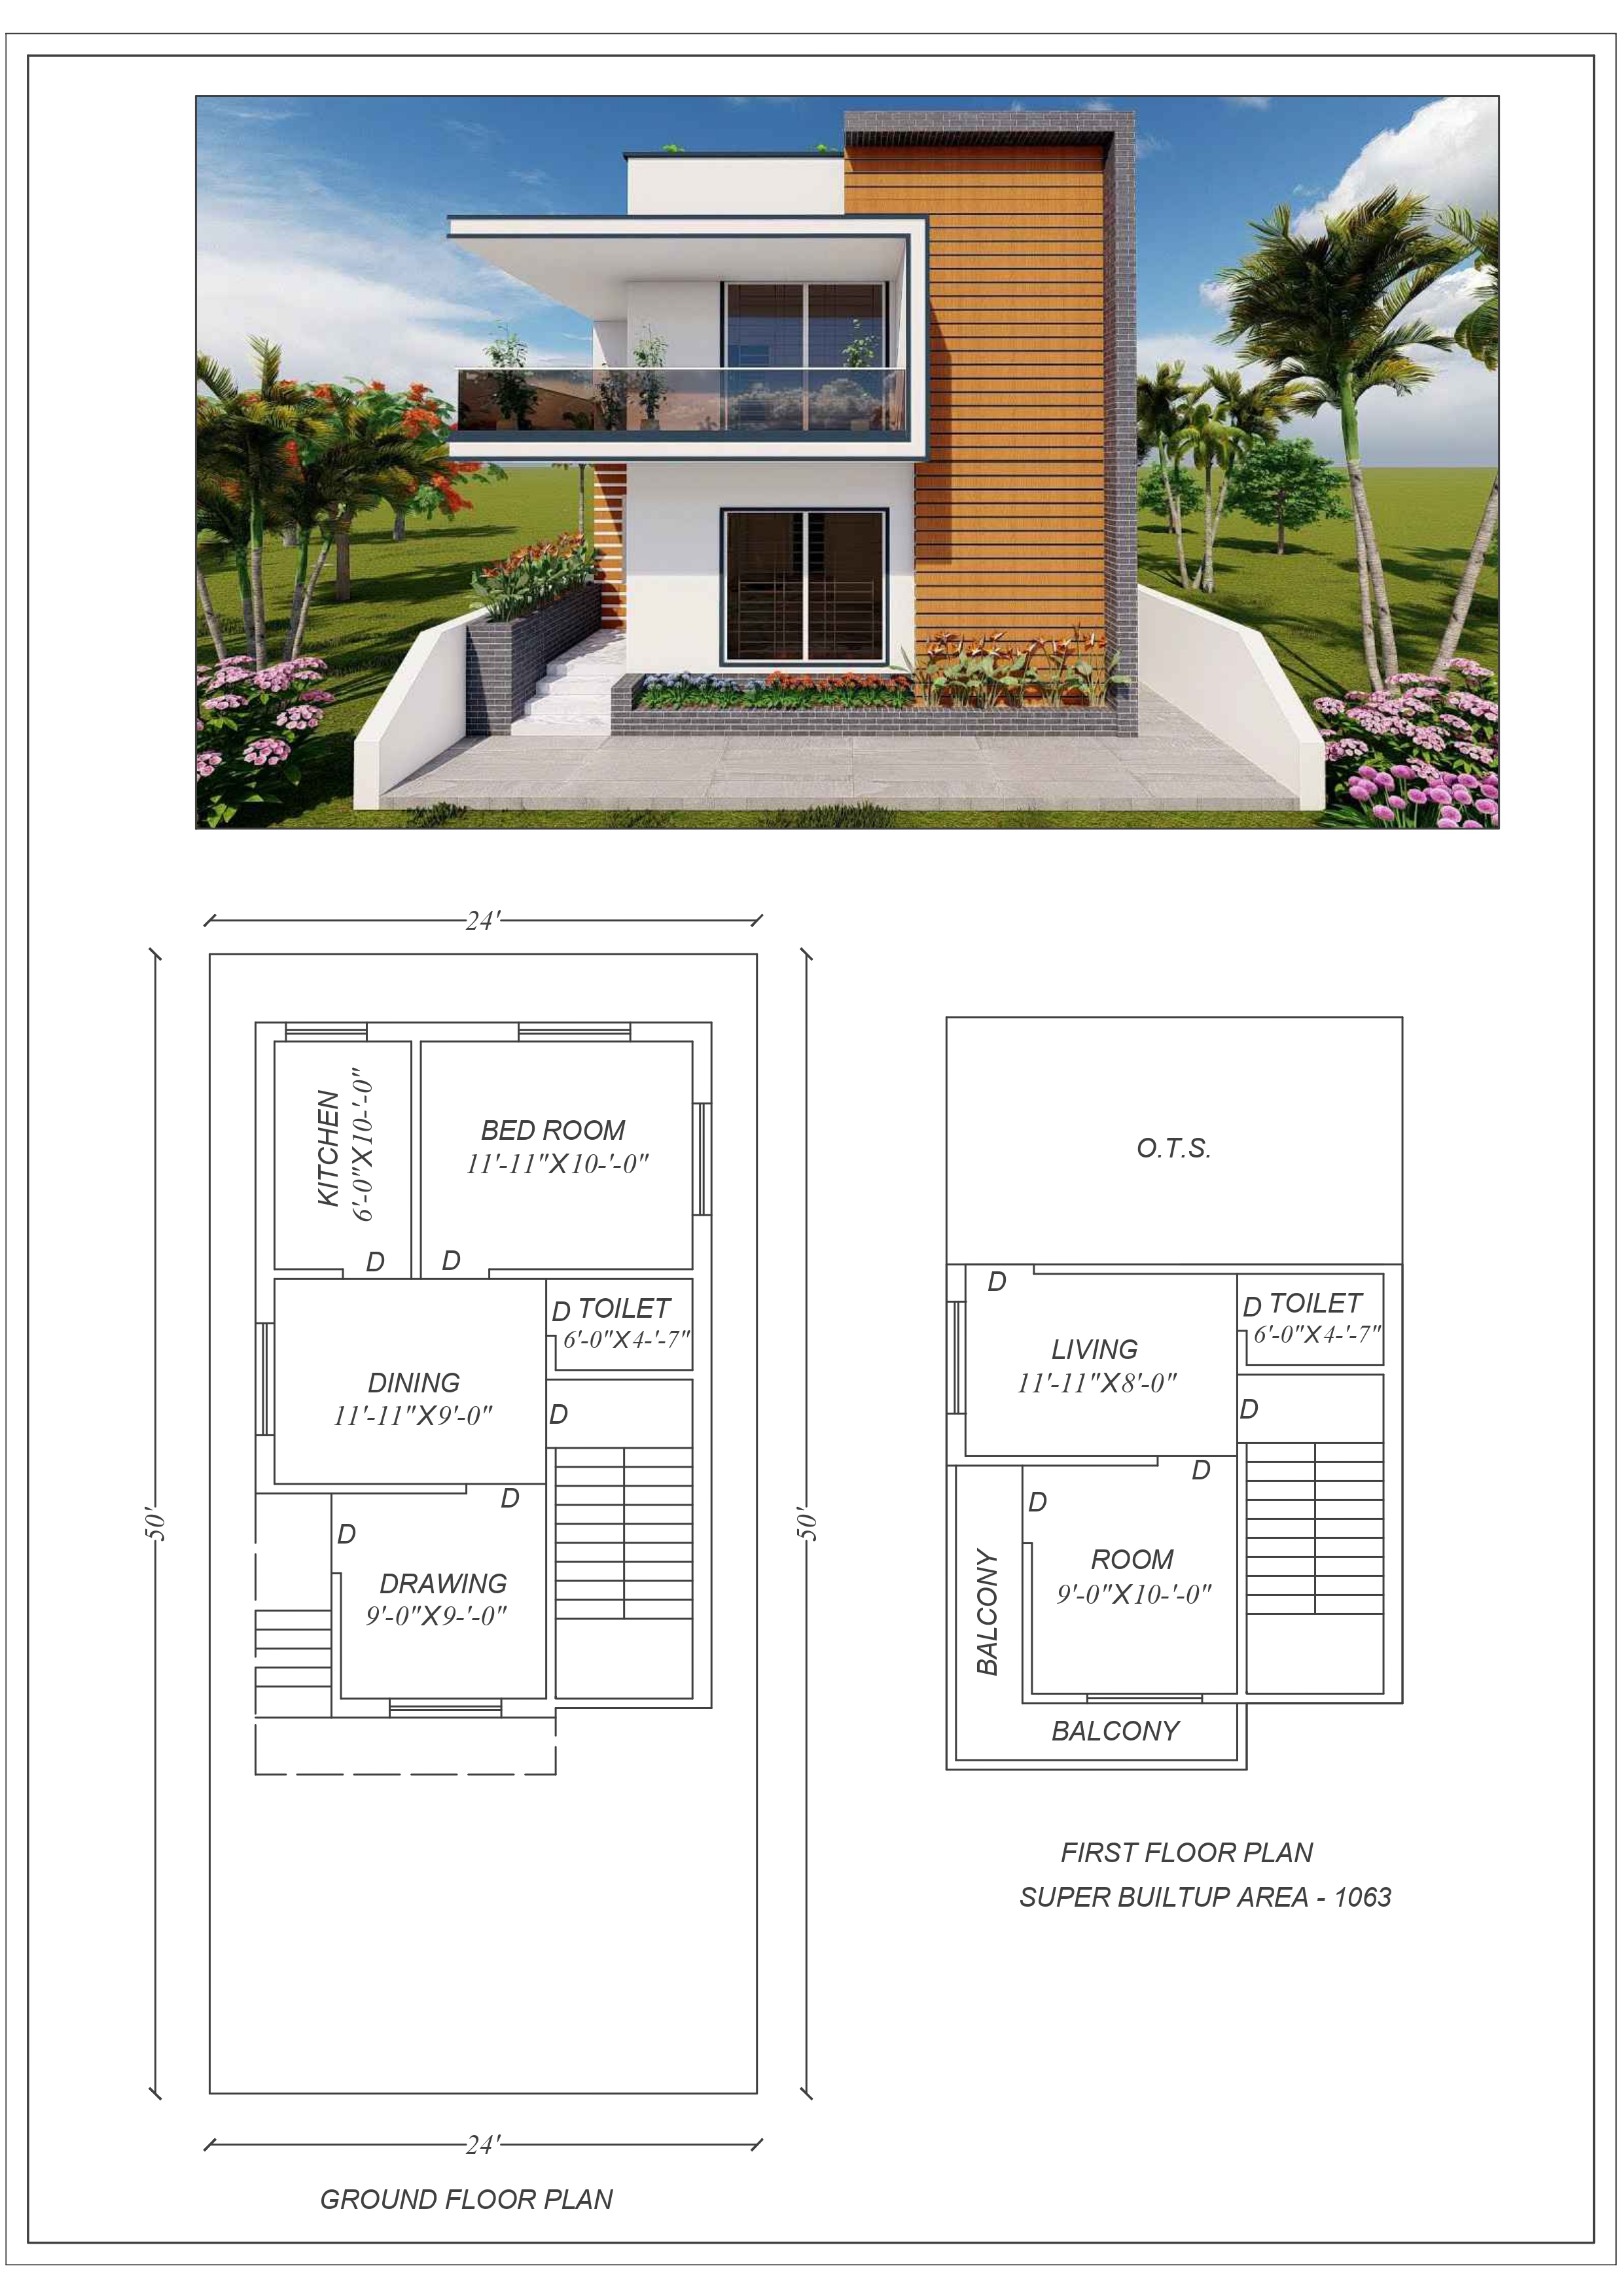 24'
50'
50'
KITCHEN
6'-0"X10-'-0"
BED ROOM
11'-11"X10-'-0"
D
D
D TOILET
6'-0"X4-'-7"
DINING
11'-11"X9'-0"
D
D
D
DRAWING
9'-0"X9-'-0"
24'
GROUND FLOOR PLAN
O.T.S.
D
D TOILET
6'-0"X4-'-7"
LIVING
11'-11"X8'-0"
D
D
D
ROOM
9'-0"X10-'-0"
BALCONY
BALCONY
FIRST FLOOR PLAN
SUPER BUILTUP AREA - 1063